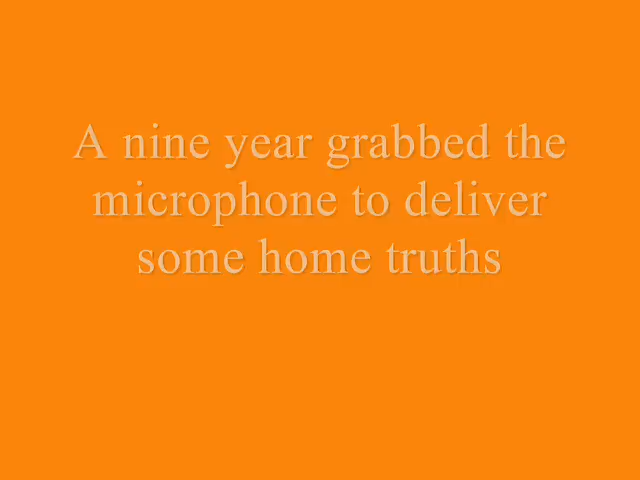 A nine year grabbed the
microphone to deliver
some home truths